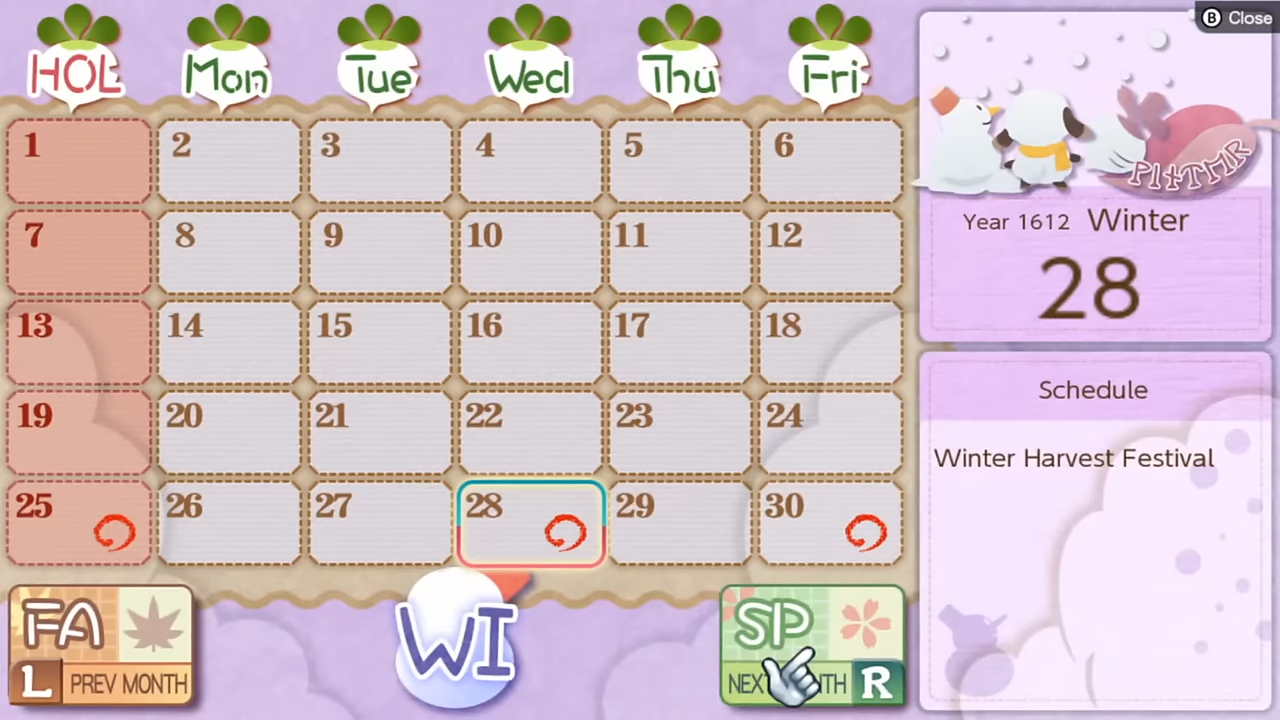 HOL Mon Tue Wed Thu Fri
1 2 3 4 5 6
7 8 9 10 11 12
13 14 15 16 17 18
19 20 21 22 23 24
25 26 27 28 29 30
FA
L PREV MONTH
WI
SP
R
B Close
Year 1612 Winter
28
Schedule
Winter Harvest Festival